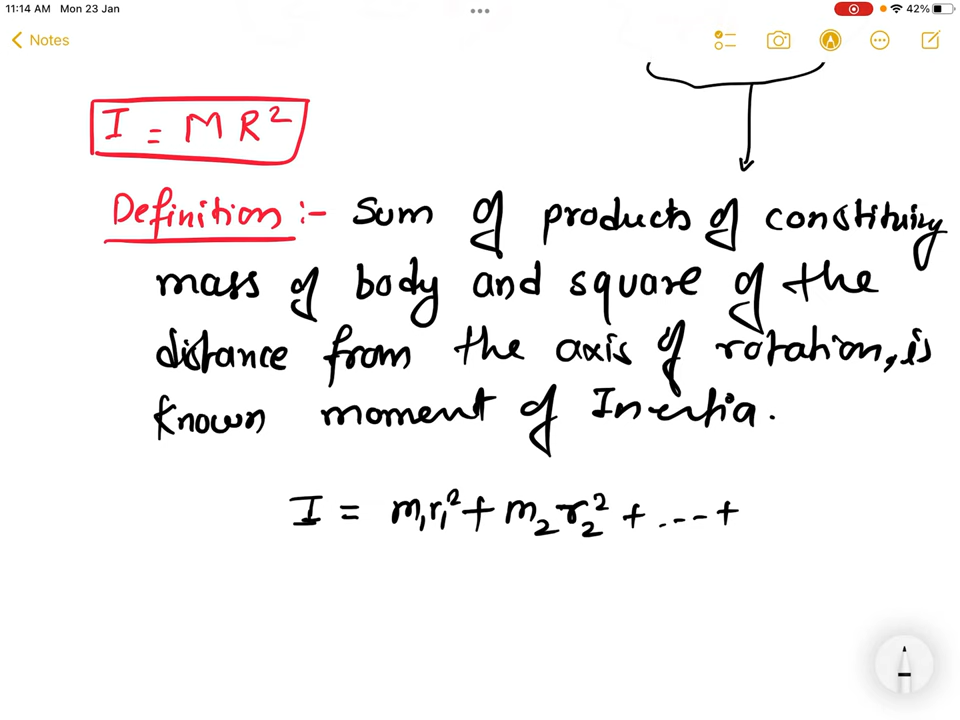 11:14 AM Mon 23 Jan 42%
Notes
I = MR²
Definition :- Sum of products of constituing
mass of body and square of the
distance from the axis of rotation, is
known moment of Inertia.
I = m₁r₁² + m₂r₂² + ---- +